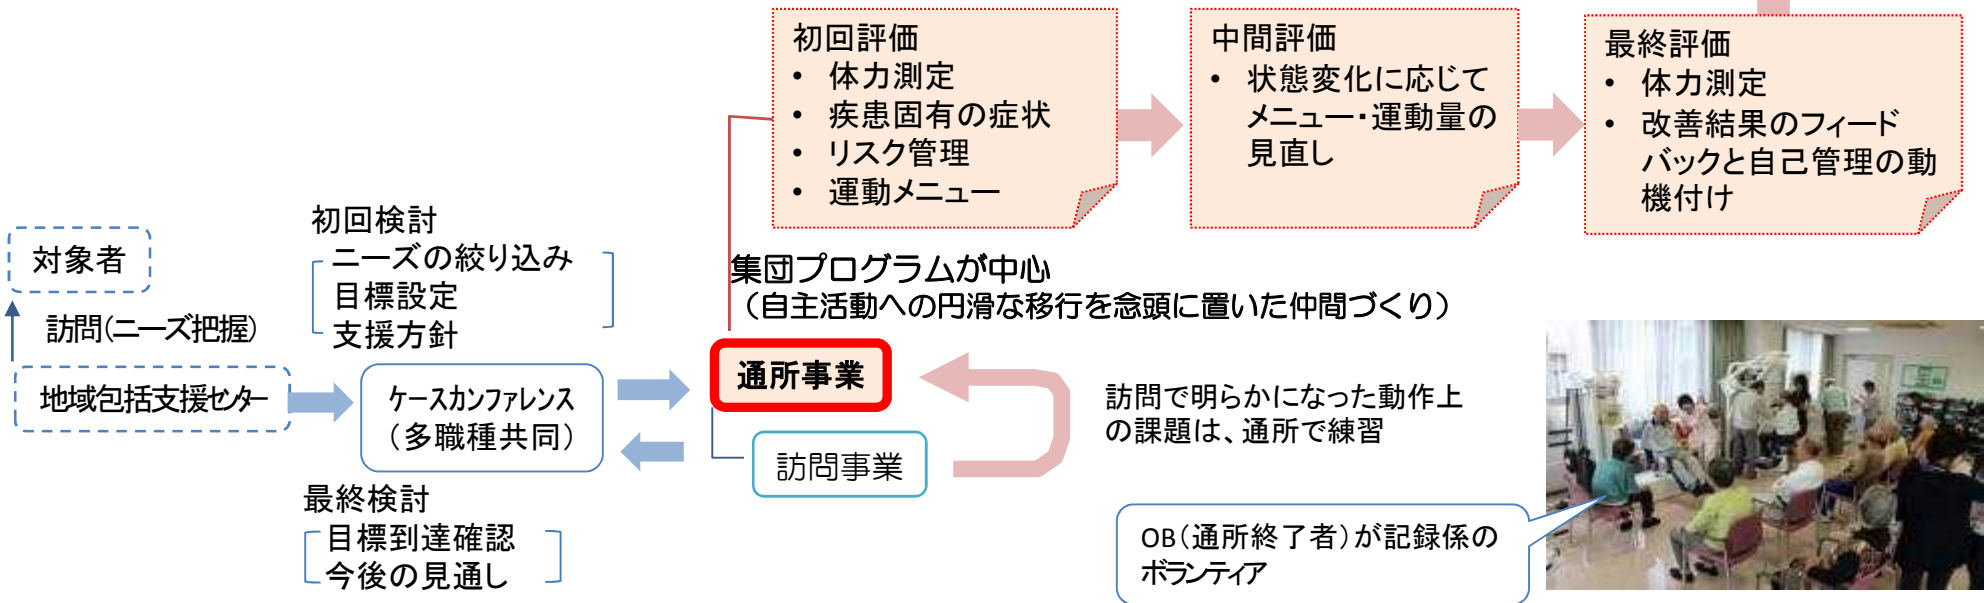 初回評価
• 体力測定
• 疾患固有の症状
• リスク管理
• 運動メニュー
中間評価
• 状態変化に応じて
メニュー・運動量の
見直し
最終評価
• 体力測定
• 改善結果のフィード
バックと自己管理の動
機付け
対象者
訪問(ニーズ把握)
地域包括支援センター
初回検討
ニーズの絞り込み
目標設定
支援方針
ケースカンファレンス
（多職種共同）
最終検討
目標到達確認
今後の見通し
集団プログラムが中心
（自主活動への円滑な移行を念頭に置いた仲間づくり）
通所事業
訪問事業
訪問で明らかになった動作上
の課題は、通所で練習
OB（通所終了者）が記録係の
ボランティア